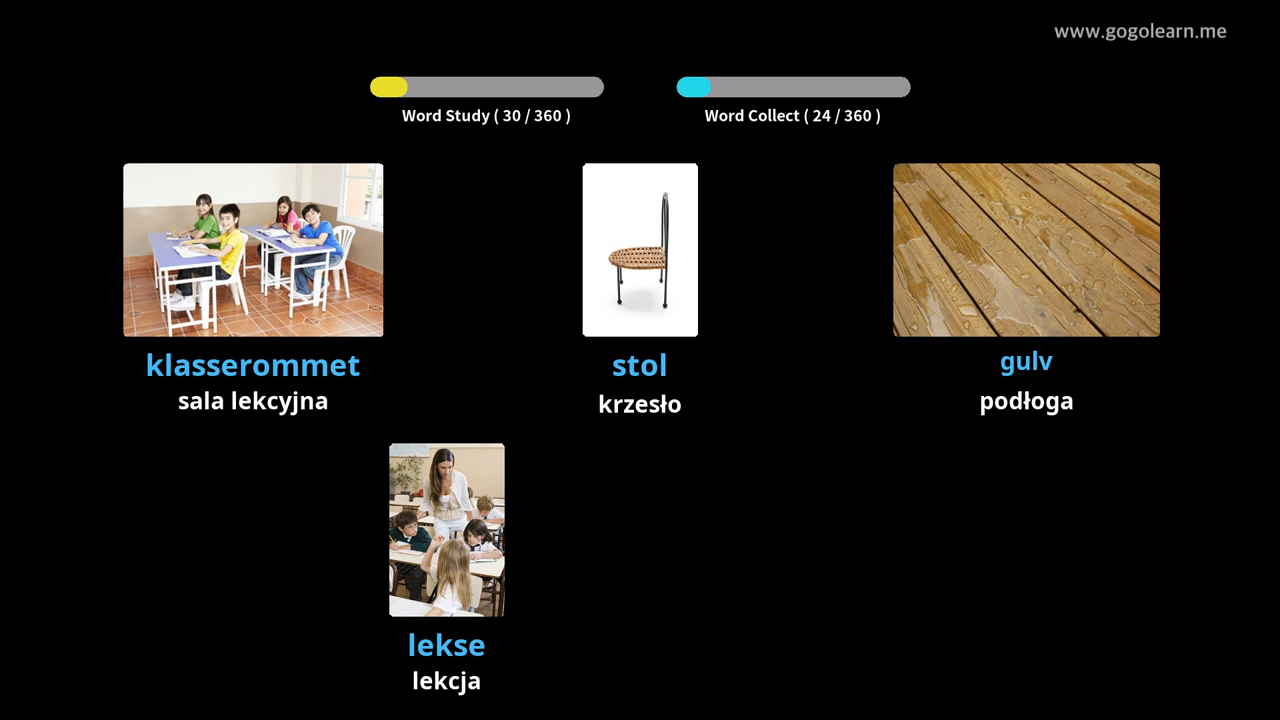 www.gogolearn.me
Word Study ( 30 / 360 )
Word Collect ( 24 / 360 )
klasserommet
sala lekcyjna
stol
krzesło
gulv
podłoga
lekse
lekcja